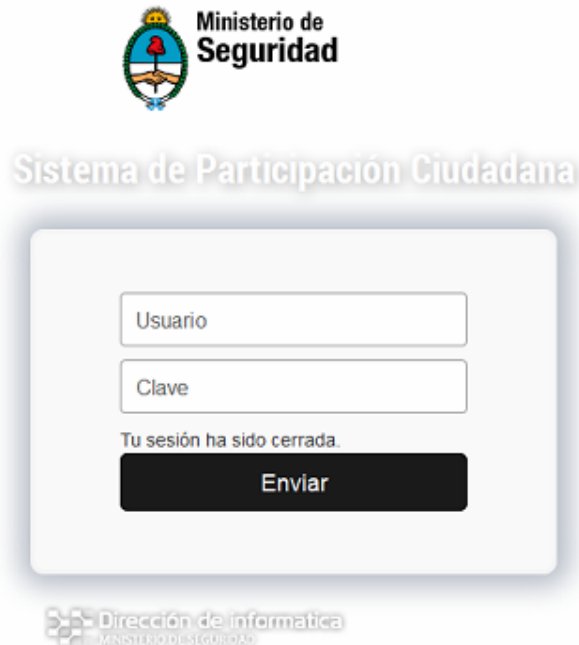 Ministerio de
Seguridad
Sistema de Participación Ciudadana
Usuario
Clave
Tu sesión ha sido cerrada.
Enviar
Dirección de informatica
MINISTERIO DE SEGURIDAD